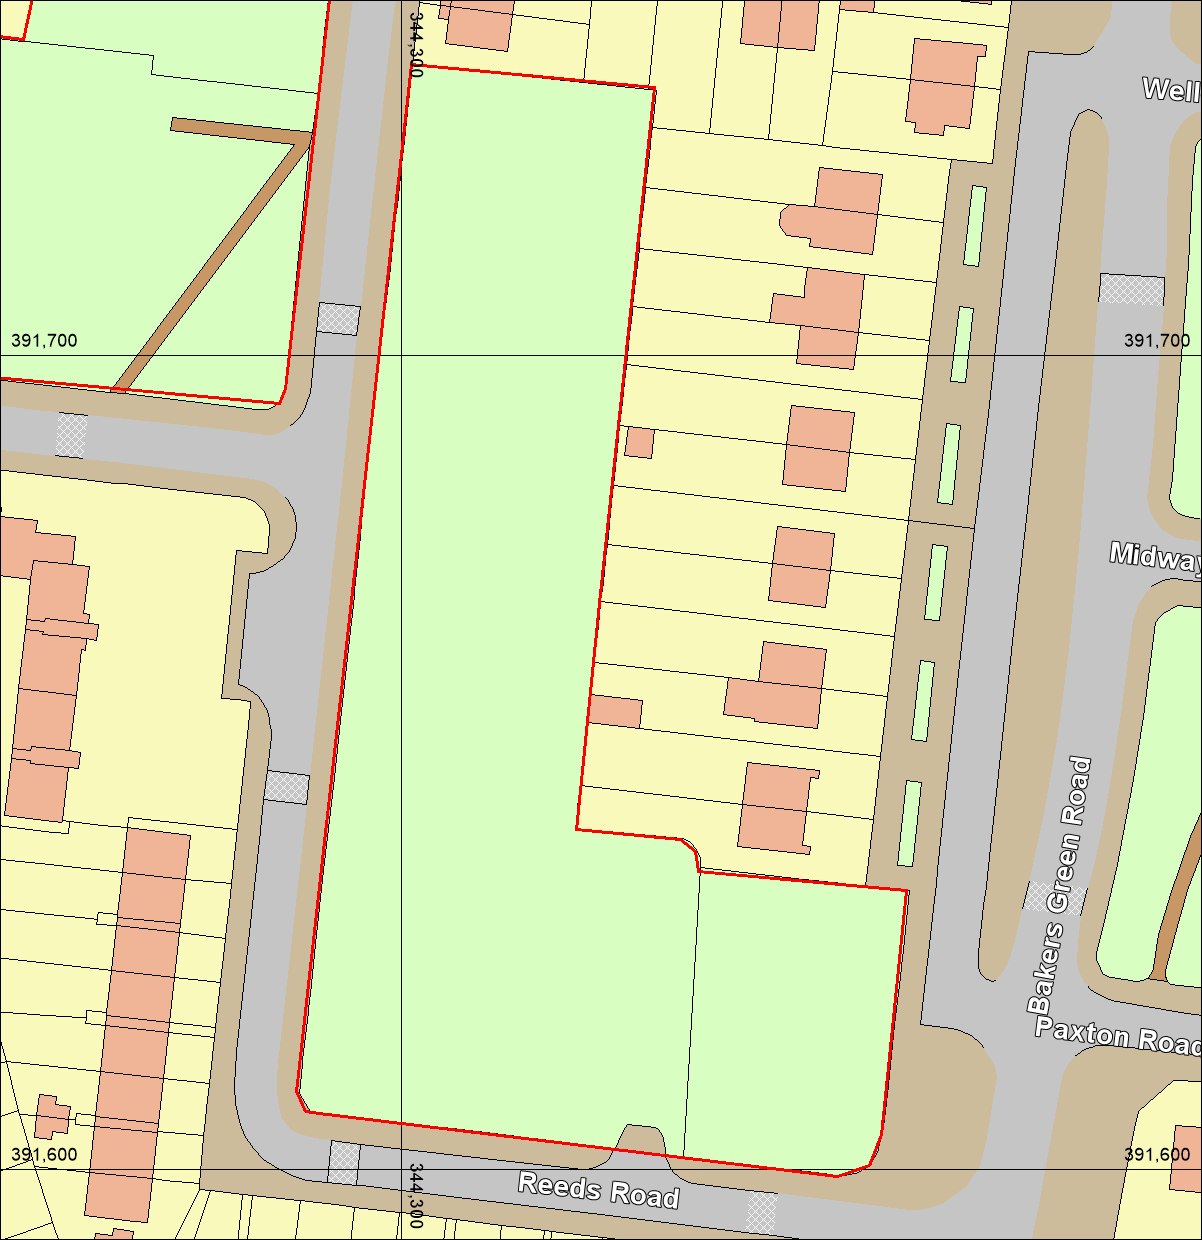 344,300
Well
391,700
391,700
Midway
Bakers Green Road
Paxton Road
391,600
391,600
344,300
Reeds Road